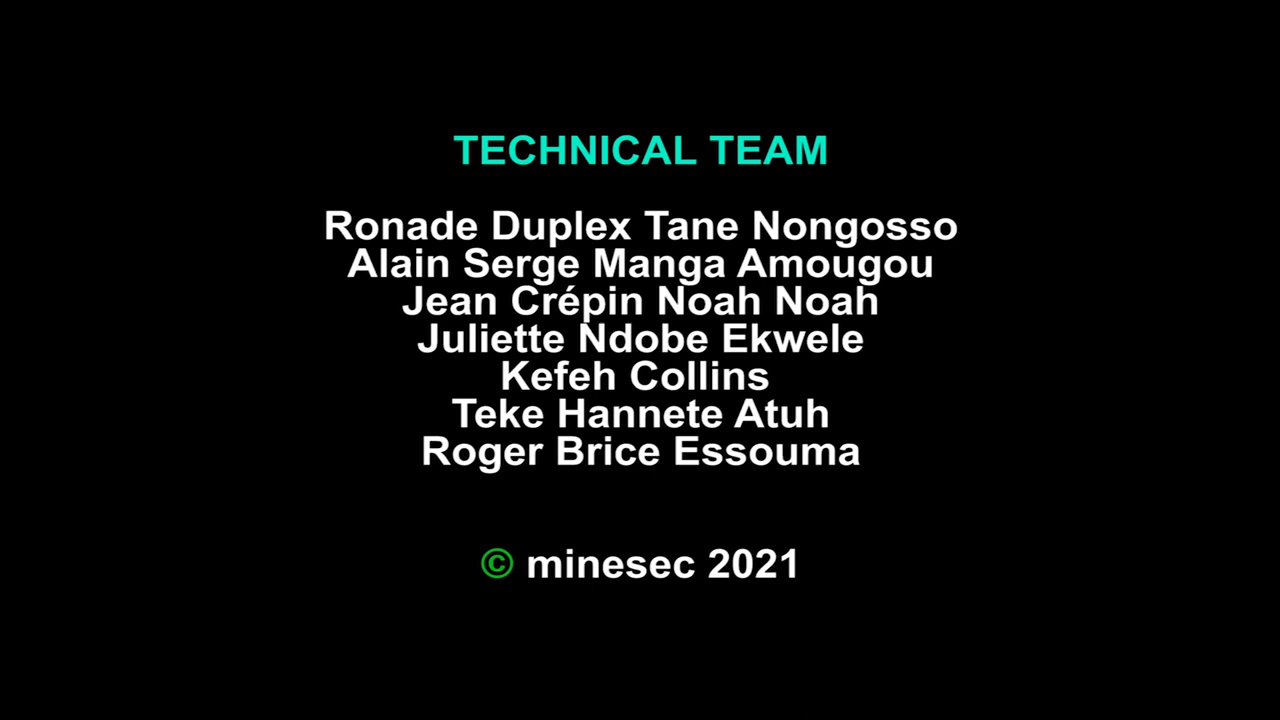 TECHNICAL TEAM
Ronade Duplex Tane Nongosso
Alain Serge Manga Amougou
Jean Crépin Noah Noah
Juliette Ndobe Ekwele
Kefeh Collins
Teke Hannete Atuh
Roger Brice Essouma
© minesec 2021